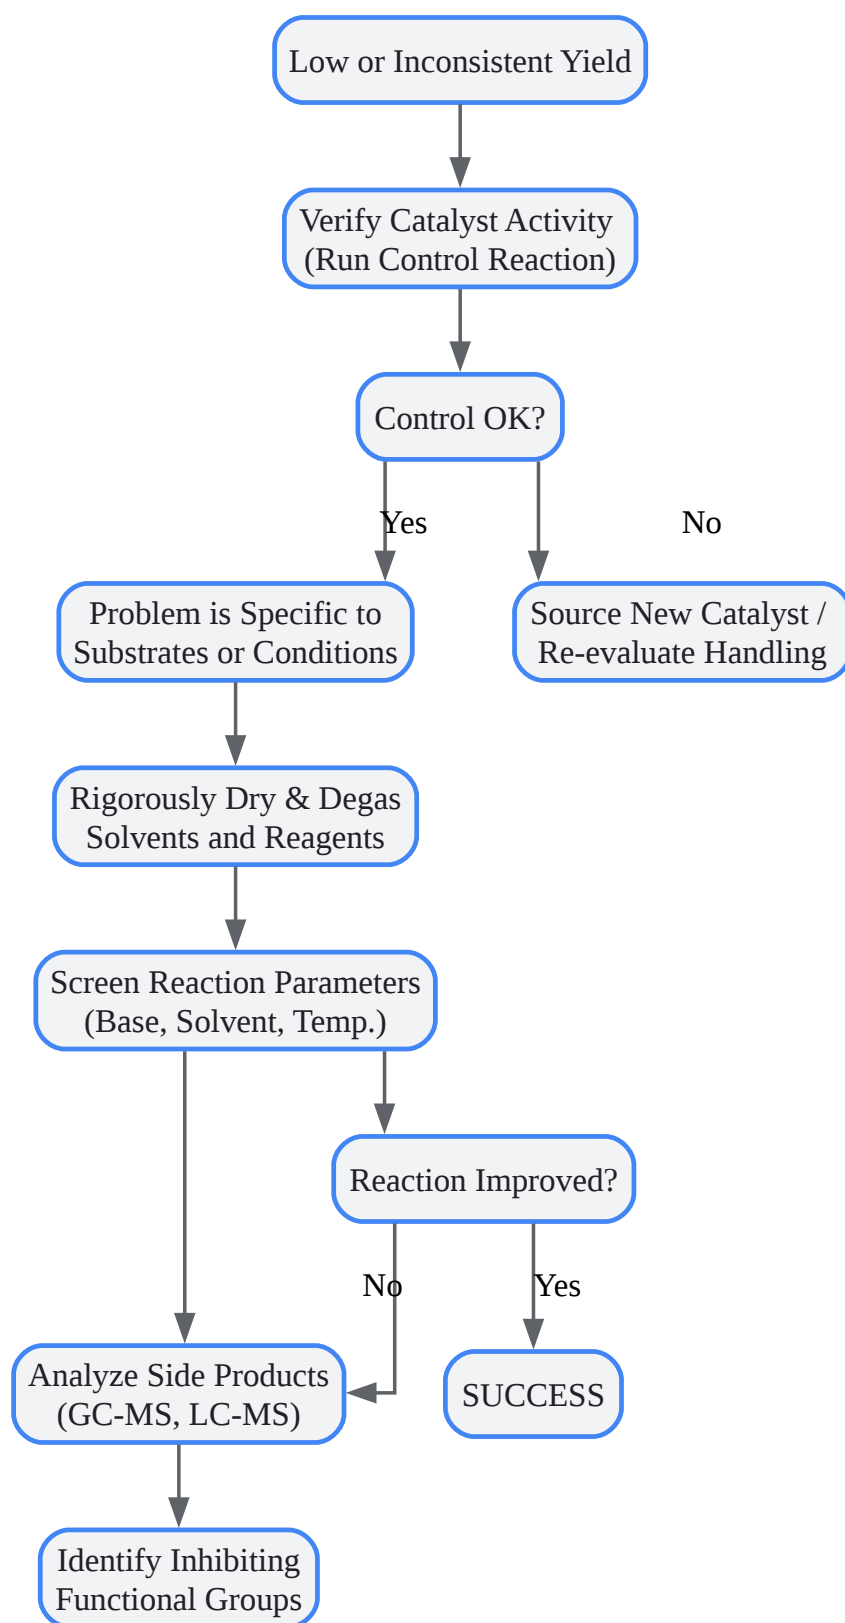 Low or Inconsistent Yield
Verify Catalyst Activity
(Run Control Reaction)
Control OK?
Yes
No
Problem is Specific to
Substrates or Conditions
Source New Catalyst /
Re-evaluate Handling
Rigorously Dry & Degas
Solvents and Reagents
Screen Reaction Parameters
(Base, Solvent, Temp.)
Reaction Improved?
No
Yes
Analyze Side Products
(GC-MS, LC-MS)
SUCCESS
Identify Inhibiting
Functional Groups